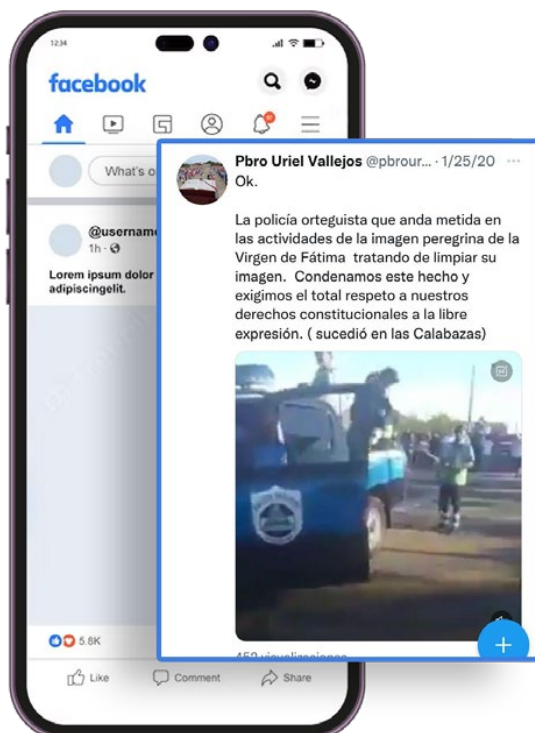 12:34
facebook
What's o
@username
1h
Lorem ipsum dolor
adipiscingelit.
5.8K
Like
Comment
Share
Pbro Uriel Vallejos @pbrour... · 1/25/20 ...
Ok.
La policía orteguista que anda metida en
las actividades de la imagen peregrina de la
Virgen de Fátima tratando de limpiar su
imagen. Condenamos este hecho y
exigimos el total respeto a nuestros
derechos constitucionales a la libre
expresión. ( sucedió en las Calabazas)